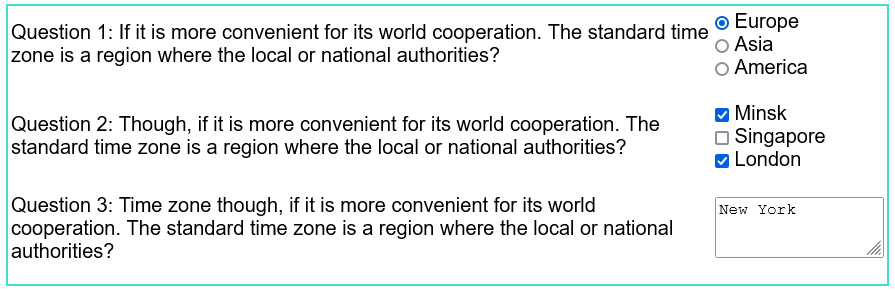 Question 1: If it is more convenient for its world cooperation. The standard time
zone is a region where the local or national authorities?
Europe
Asia
America
Question 2: Though, if it is more convenient for its world cooperation. The
standard time zone is a region where the local or national authorities?
Minsk
Singapore
London
Question 3: Time zone though, if it is more convenient for its world
cooperation. The standard time zone is a region where the local or national
authorities?
New York